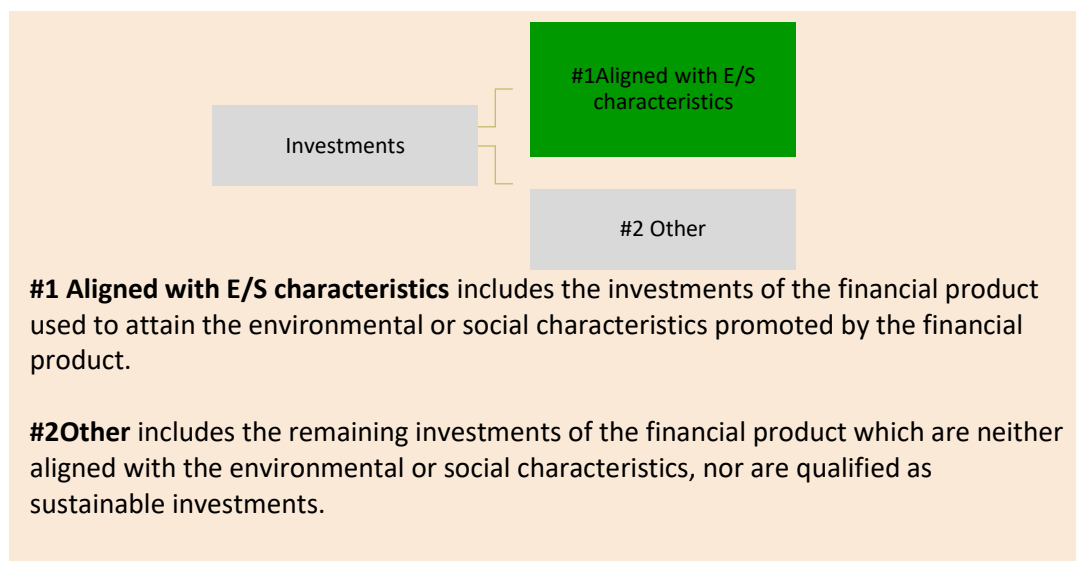 #1Aligned with E/S
characteristics
Investments
#2 Other
#1 Aligned with E/S characteristics includes the investments of the financial product
used to attain the environmental or social characteristics promoted by the financial
product.
#2Other includes the remaining investments of the financial product which are neither
aligned with the environmental or social characteristics, nor are qualified as
sustainable investments.